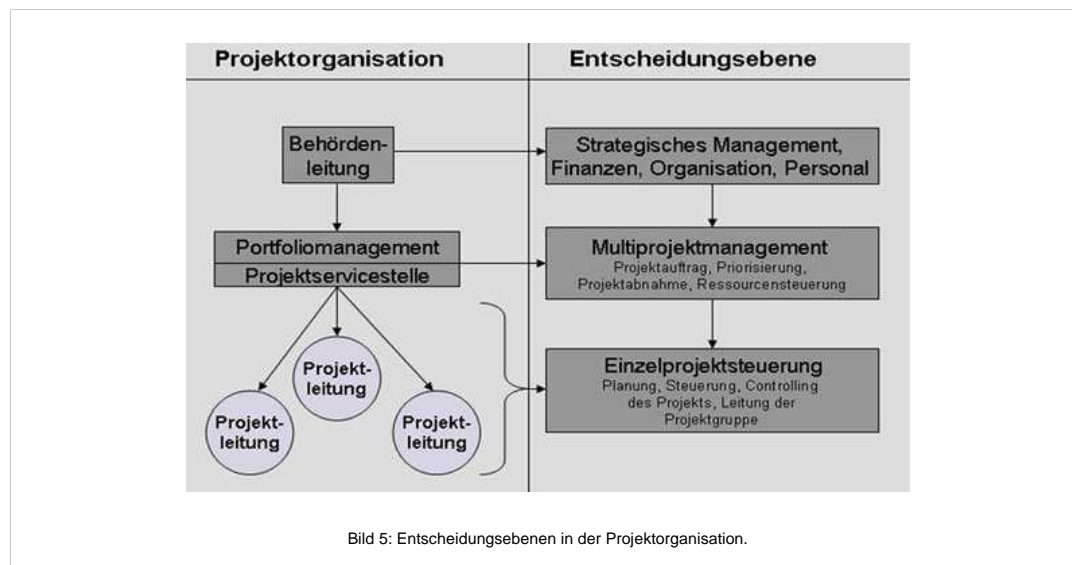 Projektorganisation
Entscheidungsebene
Behörden-
leitung
Strategisches Management,
Finanzen, Organisation, Personal
Portfoliomanagement
Projektservicestelle
Multiprojektmanagement
Projektauftrag, Priorisierung,
Projektabnahme, Ressourcensteuerung
Projekt-
leitung
Projekt-
leitung
Projekt-
leitung
Einzelprojektsteuerung
Planung, Steuerung, Controlling
des Projekts, Leitung der
Projektgruppe
Bild 5: Entscheidungsebenen in der Projektorganisation.